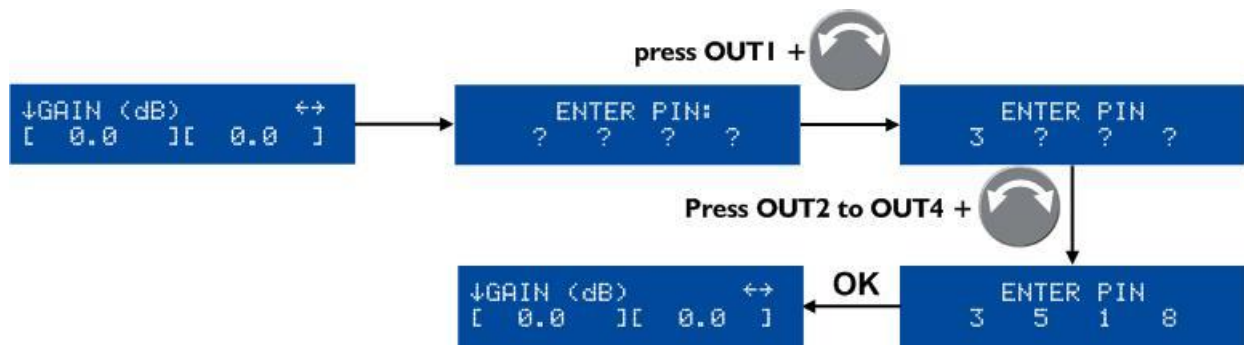 press OUT1 +
↓GAIN (dB) ↔
[ 0.0 ][ 0.0 ]
ENTER PIN:
? ? ? ?
ENTER PIN
3 ? ? ?
Press OUT2 to OUT4 +
↓GAIN (dB) ↔
[ 0.0 ][ 0.0 ]
OK
ENTER PIN
3 5 1 8